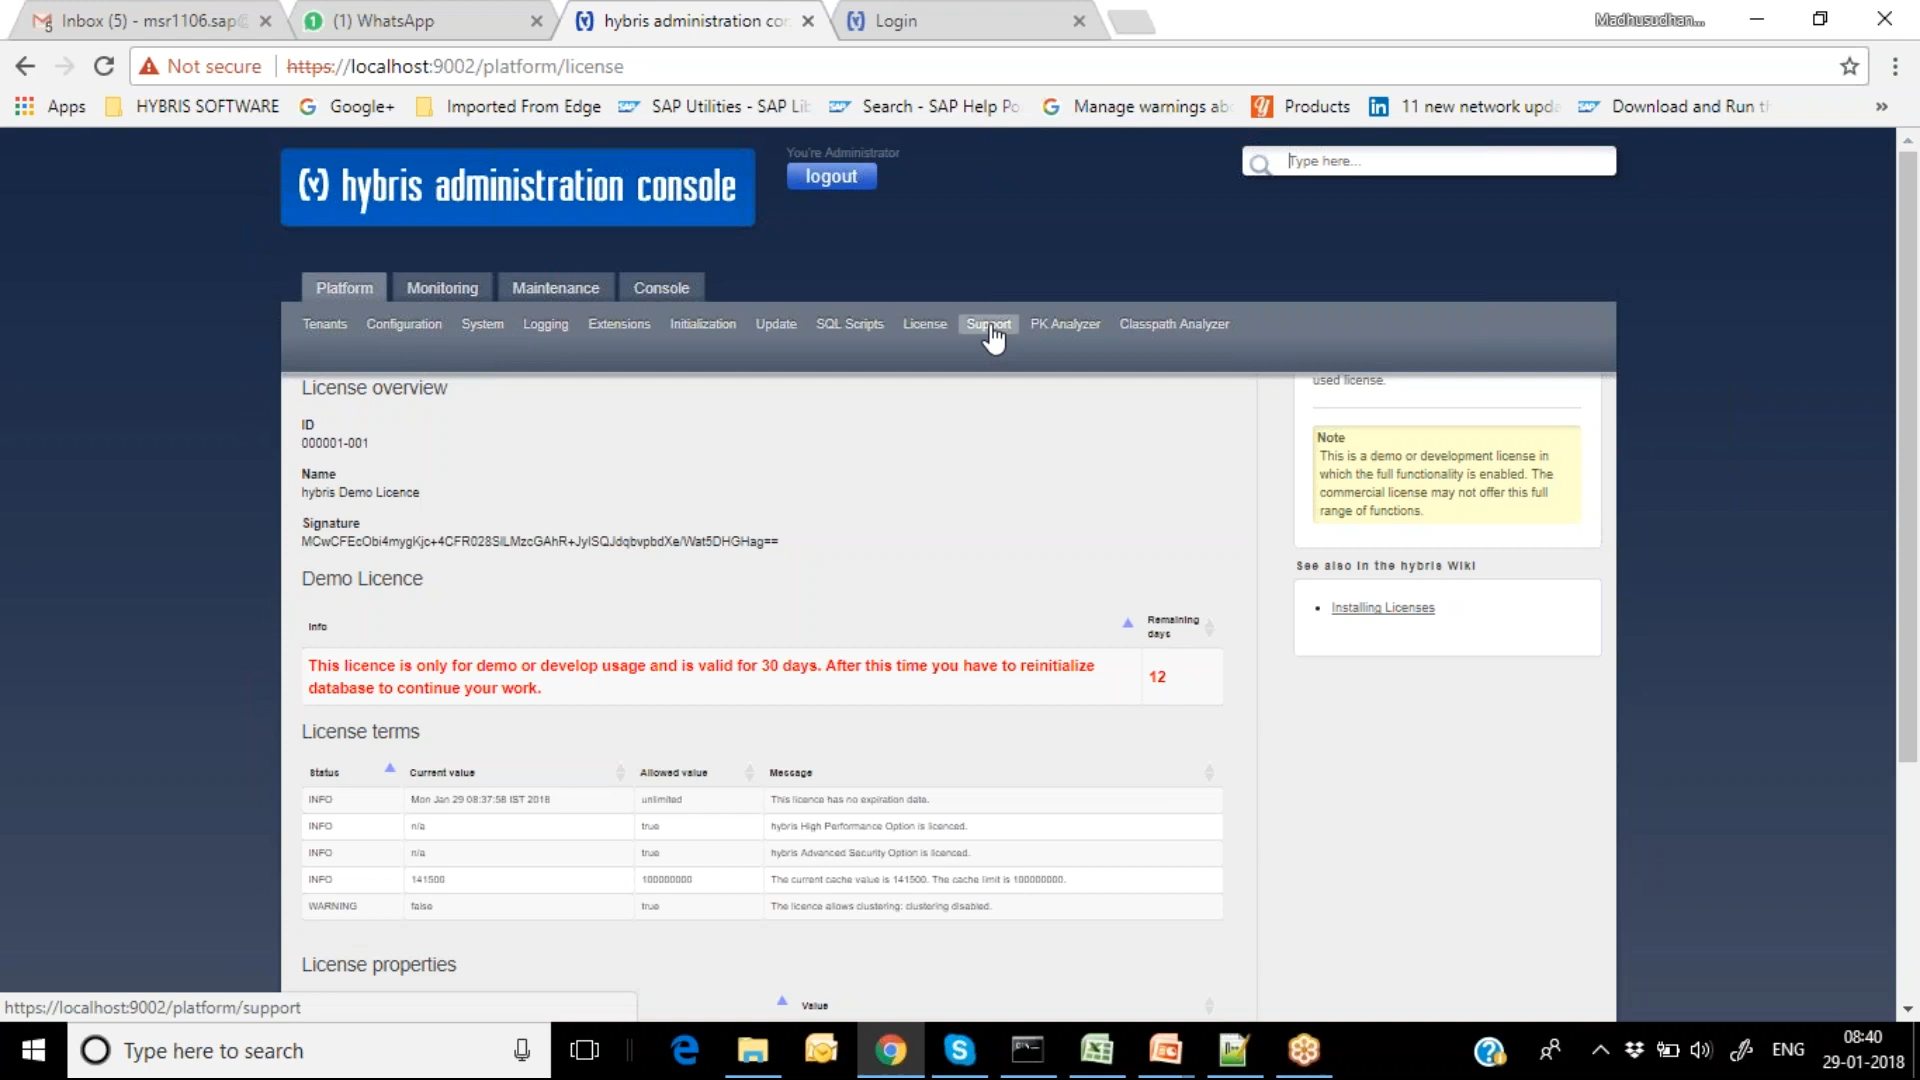 Inbox (5) - msr1106.sap@
(1) WhatsApp
hybris administration con
Login
Madhusudhan...
Not secure
https://localhost:9002/platform/license
Apps
HYBRIS SOFTWARE
Google+
Imported From Edge
SAP Utilities - SAP Lib
Search - SAP Help Po
Manage warnings ab
Products
11 new network upda
Download and Run th
»
hybris administration console
You're Administrator
logout
Type here...
Platform
Monitoring
Maintenance
Console
Tenants
Configuration
System
Logging
Extensions
Initialization
Update
SQL Scripts
License
Support
PK Analyzer
Classpath Analyzer
License overview
ID
000001-001
Name
hybris Demo Licence
Signature
Demo Licence
Info
Remaining
days
This licence is only for demo or develop usage and is valid for 30 days. After this time you have to reinitialize
database to continue your work.
12
License terms
Status
Current value
Allowed value
Message
INFO
Mon Jan 29 08:37:58 IST 2018
unlimited
This licence has no expiration date.
INFO
n/a
true
hybris High Performance Option is licenced.
INFO
n/a
true
hybris Advanced Security Option is licenced.
INFO
141500
100000000
The current cache value is 141500. The cache limit is 100000000.
WARNING
false
true
The licence allows clustering: clustering disabled.
License properties
Value
used license.
Note
This is a demo or development license in
which the full functionality is enabled. The
commercial license may not offer this full
range of functions.
See also in the hybris Wiki
Installing Licenses
https://localhost:9002/platform/support
Type here to search
ENG
08:40
29-01-2018